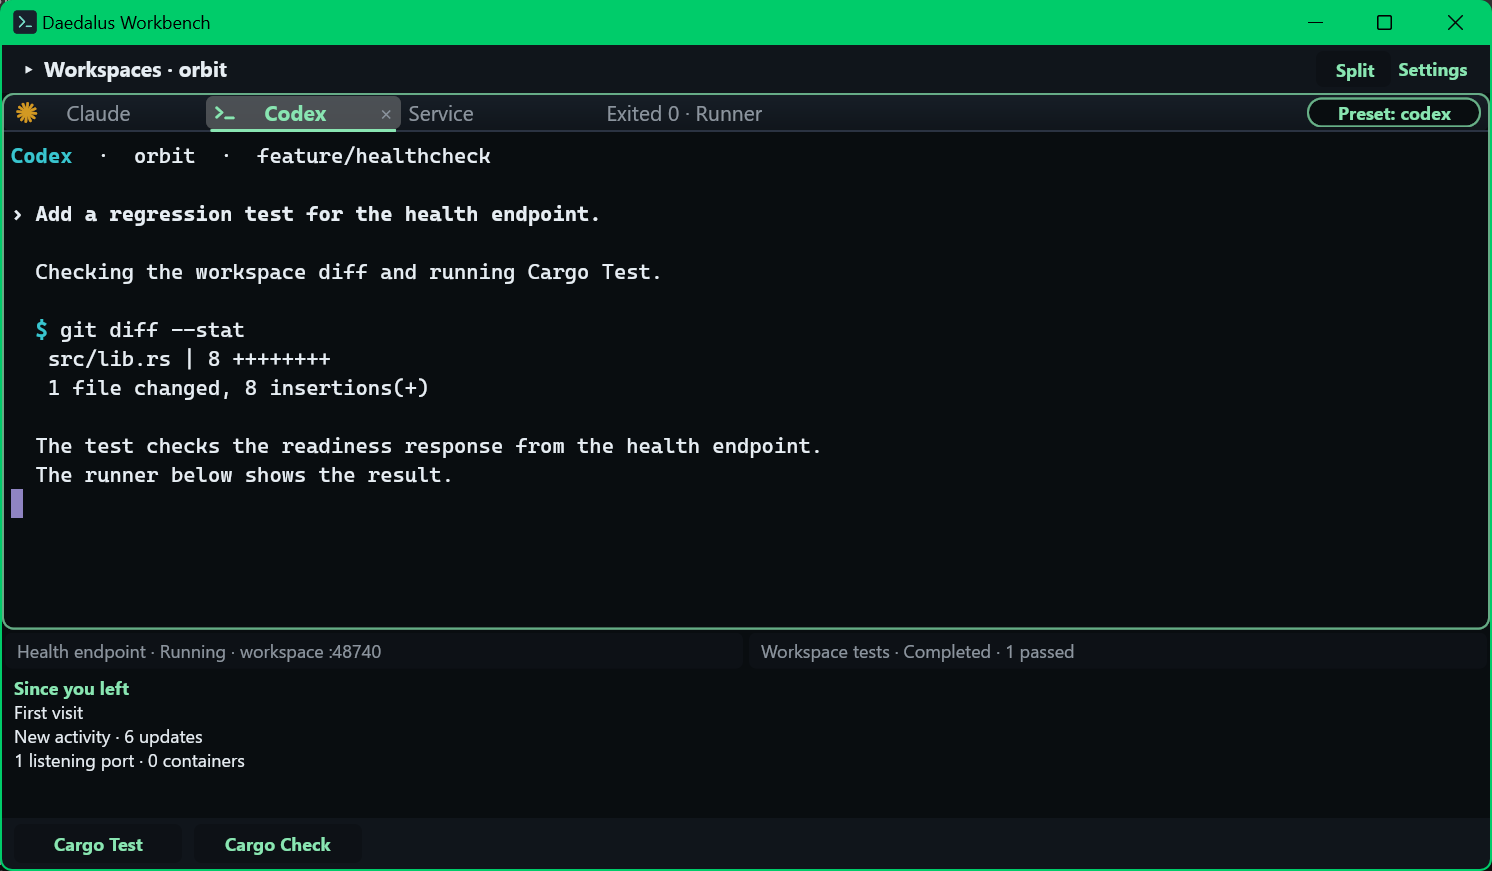 Daedalus Workbench
▸ Workspaces · orbit
Split
Settings
Claude
>_ Codex ×
Service
Exited 0 · Runner
Preset: codex
Codex · orbit · feature/healthcheck
› Add a regression test for the health endpoint.
Checking the workspace diff and running Cargo Test.
$ git diff --stat
src/lib.rs | 8 ++++++++
1 file changed, 8 insertions(+)
The test checks the readiness response from the health endpoint.
The runner below shows the result.
Health endpoint · Running · workspace :48740
Workspace tests · Completed · 1 passed
Since you left
First visit
New activity · 6 updates
1 listening port · 0 containers
Cargo Test
Cargo Check